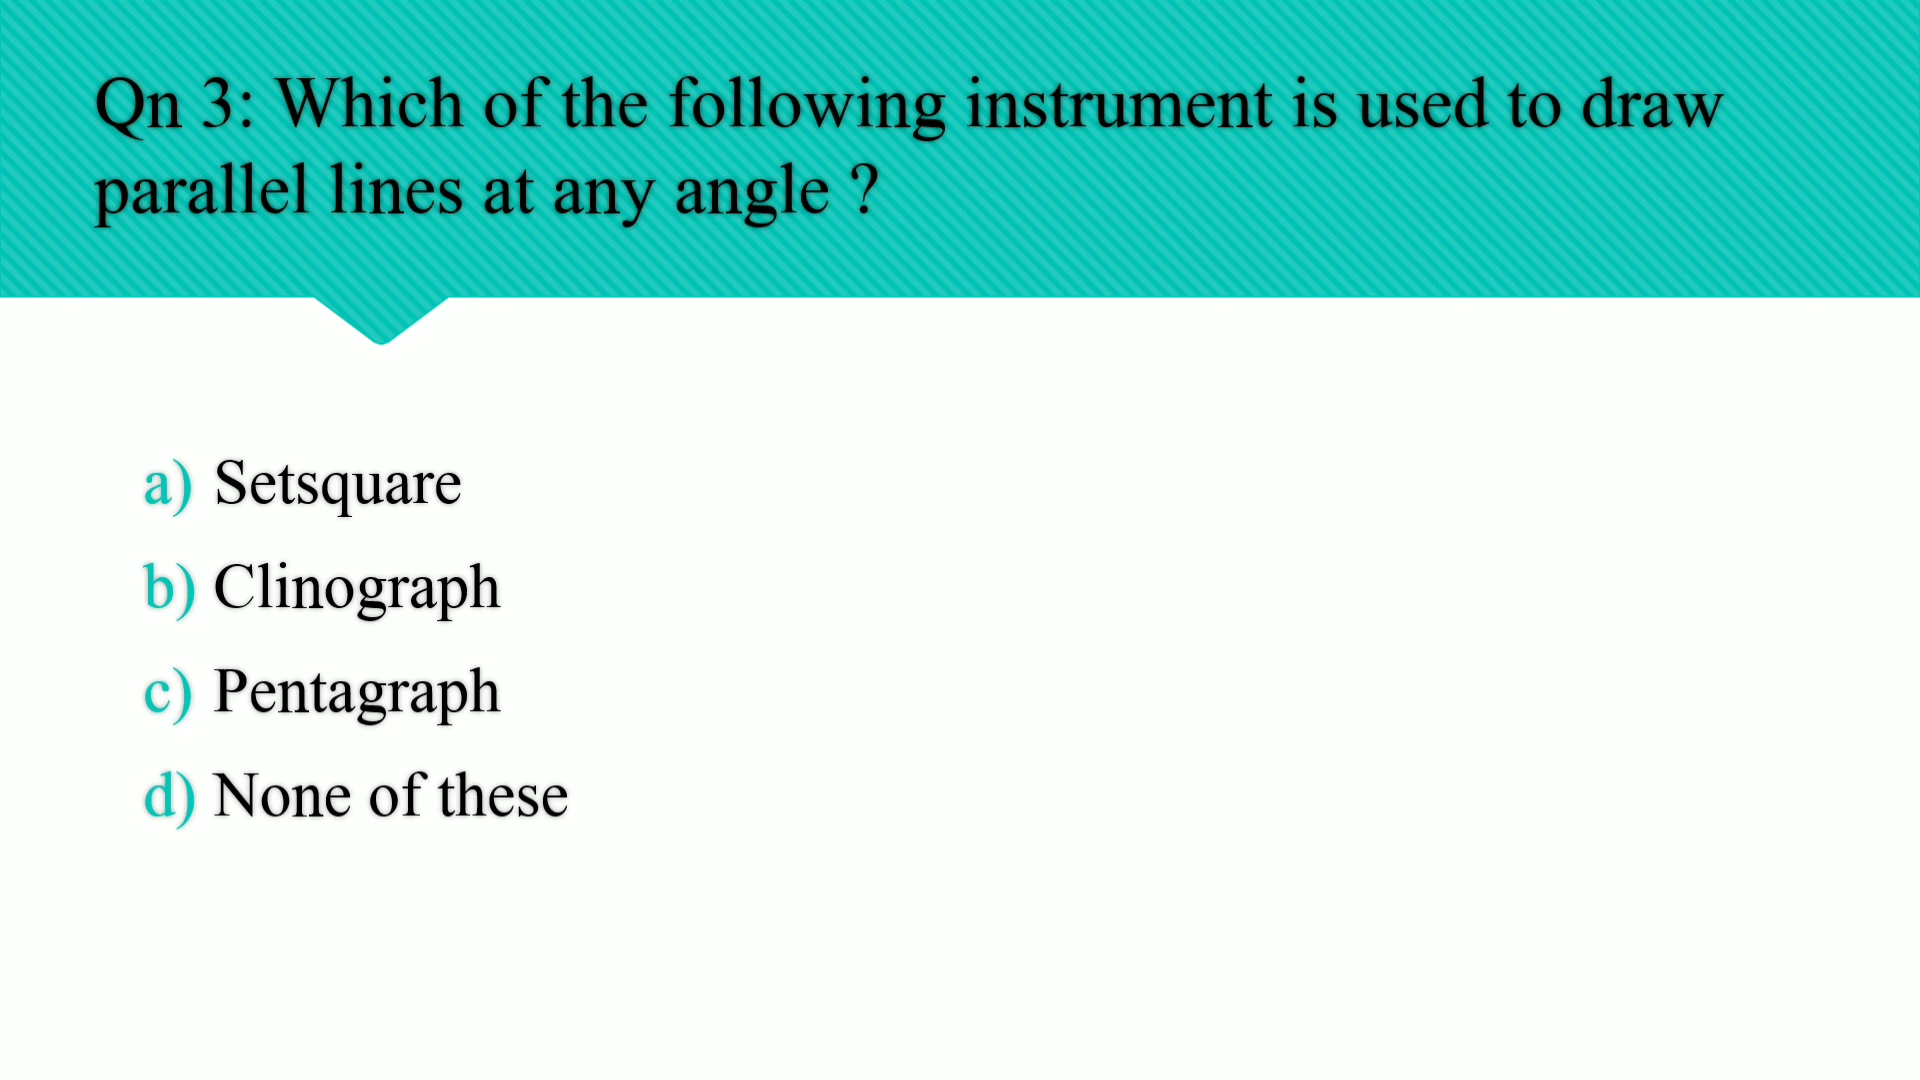 Qn 3: Which of the following instrument is used to draw
parallel lines at any angle ?
a) Setsquare
b) Clinograph
c) Pentagraph
d) None of these